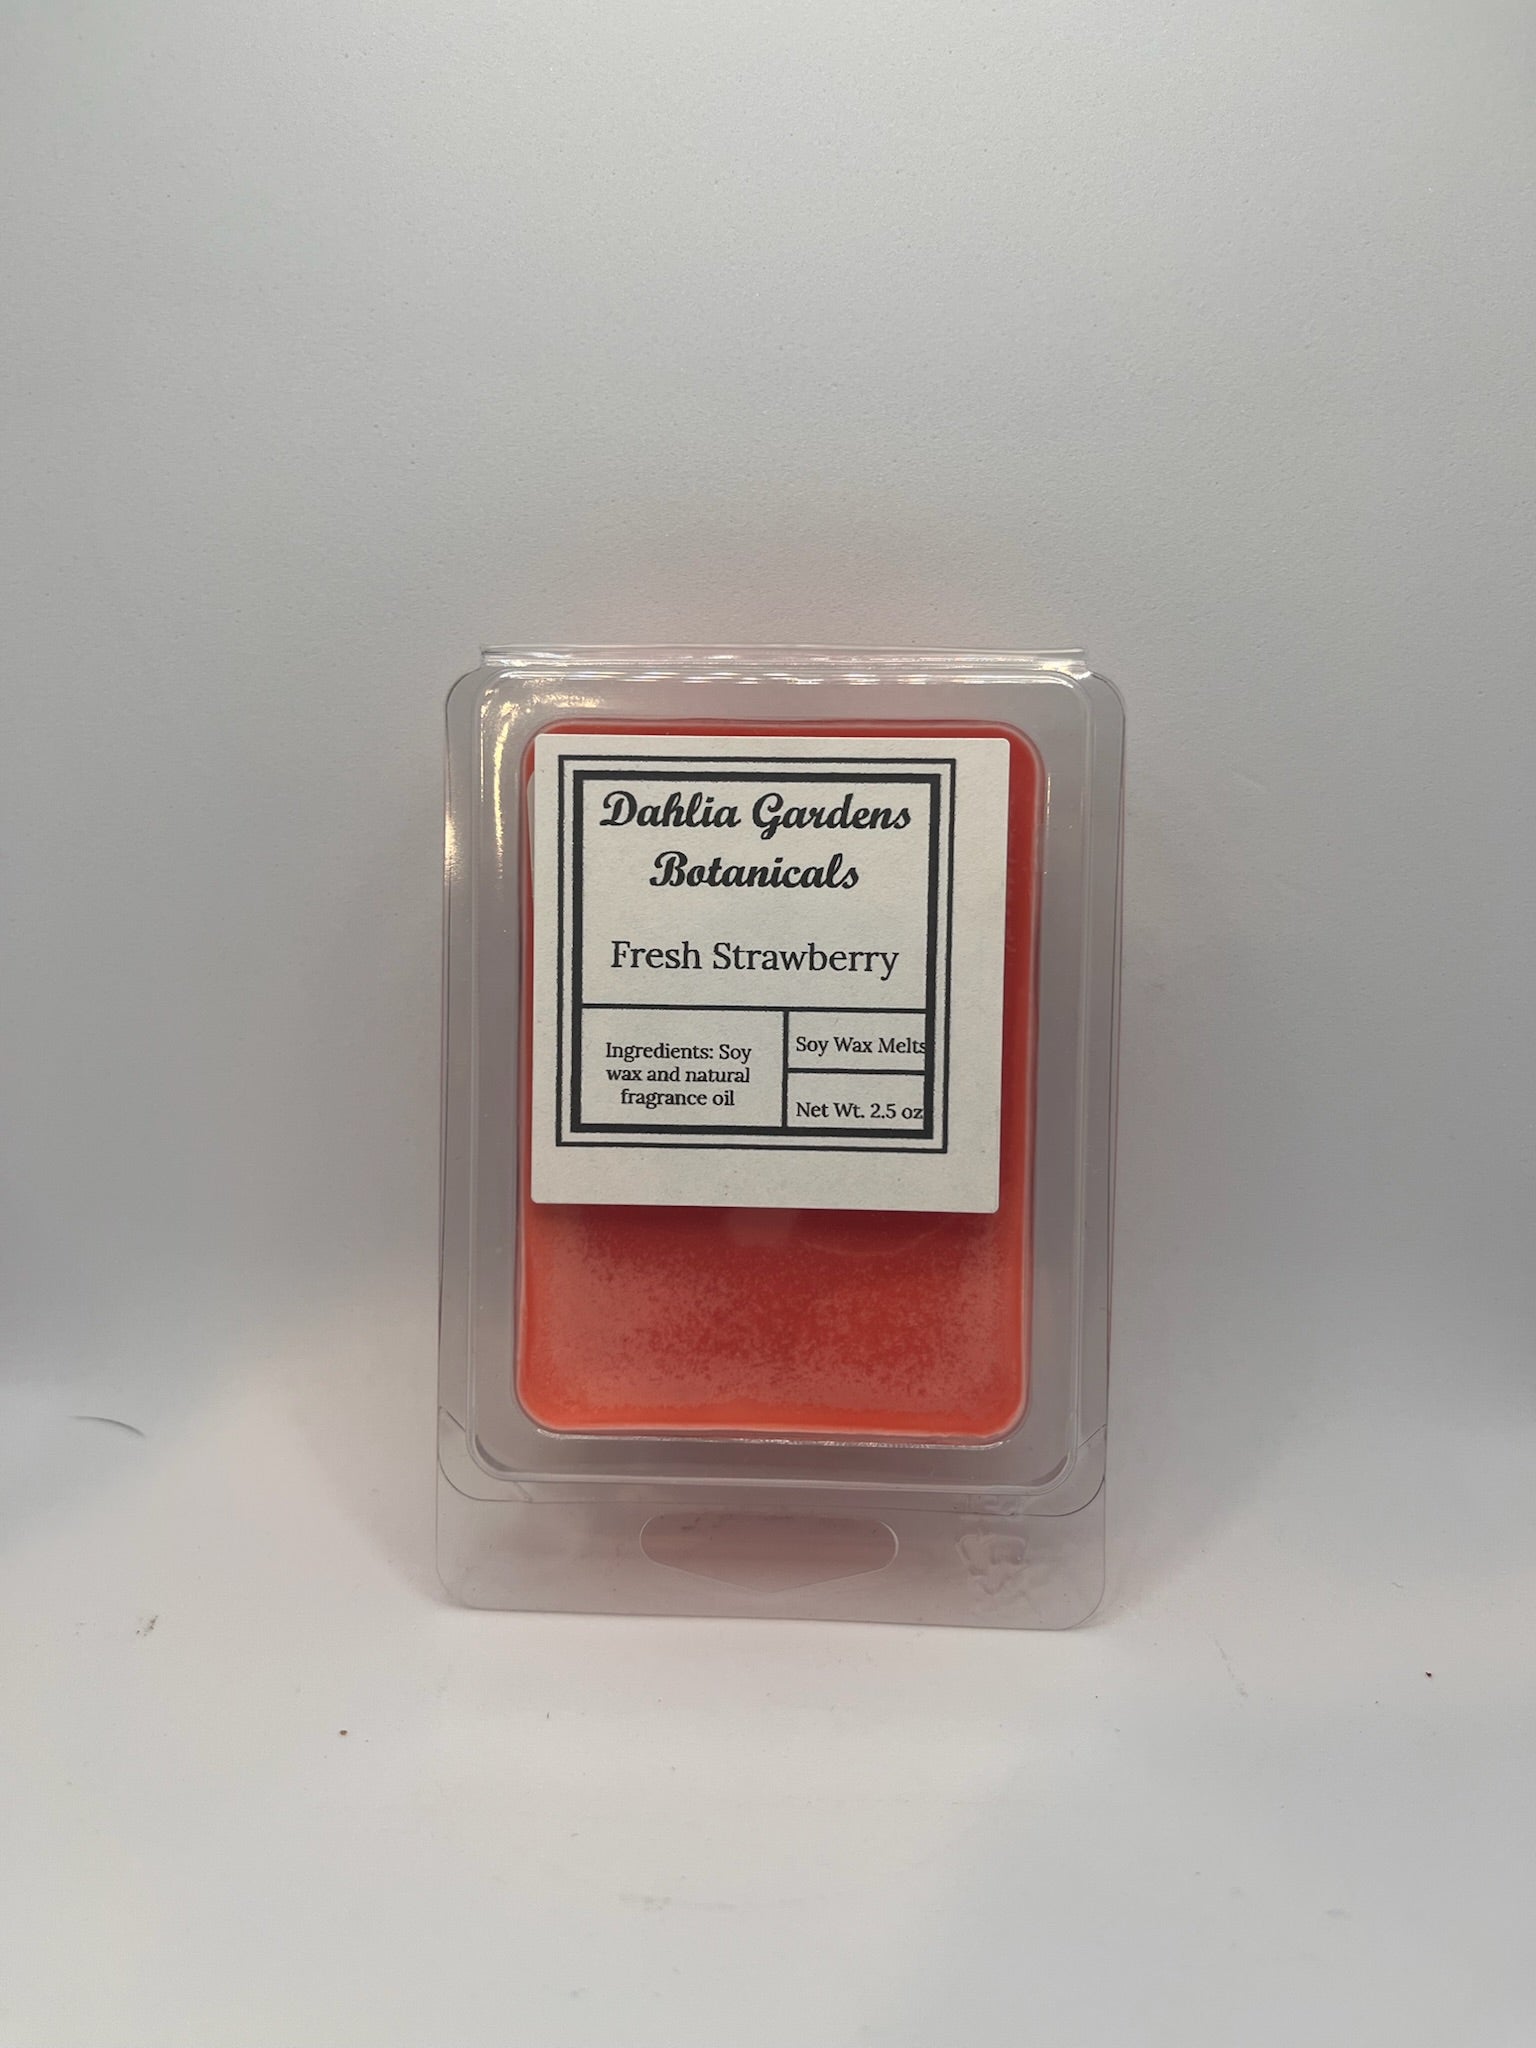 Dahlia Gardens
Botanicals
Fresh Strawberry
Ingredients: Soy
wax and natural
fragrance oil
Soy Wax Melts
Net Wt. 2.5 oz